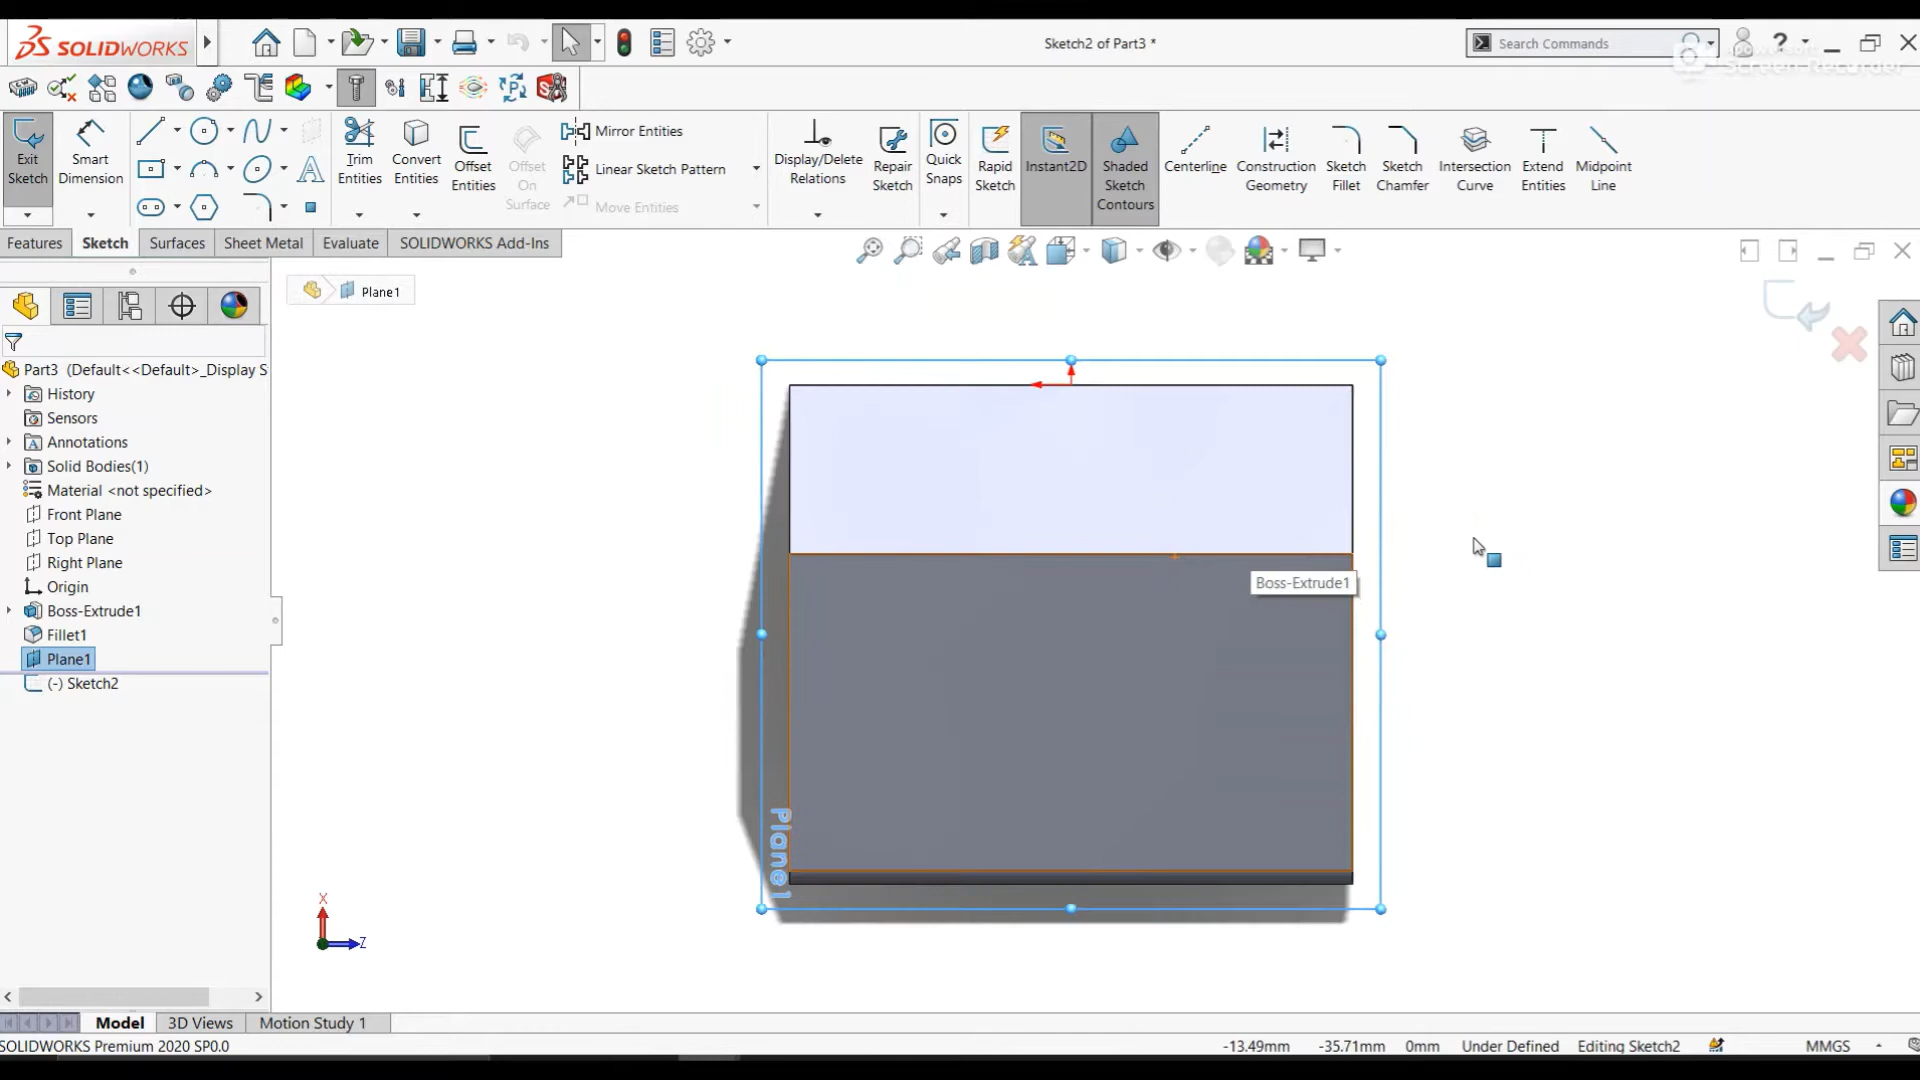 SOLIDWORKS
Sketch2 of Part3 *
Search Commands
apowersoft
Screen Recorder
Exit Sketch
Smart Dimension
Trim Entities
Convert Entities
Offset Entities
Offset On Surface
Mirror Entities
Linear Sketch Pattern
Move Entities
Display/Delete Relations
Repair Sketch
Quick Snaps
Rapid Sketch
Instant2D
Shaded Sketch Contours
Centerline
Construction Geometry
Sketch Fillet
Sketch Chamfer
Intersection Curve
Extend Entities
Midpoint Line
Features
Sketch
Surfaces
Sheet Metal
Evaluate
SOLIDWORKS Add-Ins
Plane1
Part3 (Default<<Default>_Display S
History
Sensors
Annotations
Solid Bodies(1)
Material <not specified>
Front Plane
Top Plane
Right Plane
Origin
Boss-Extrude1
Fillet1
Plane1
(-) Sketch2
Boss-Extrude1
Plane1
X
Z
Model
3D Views
Motion Study 1
SOLIDWORKS Premium 2020 SP0.0
-13.49mm
-35.71mm
0mm
Under Defined
Editing Sketch2
MMGS